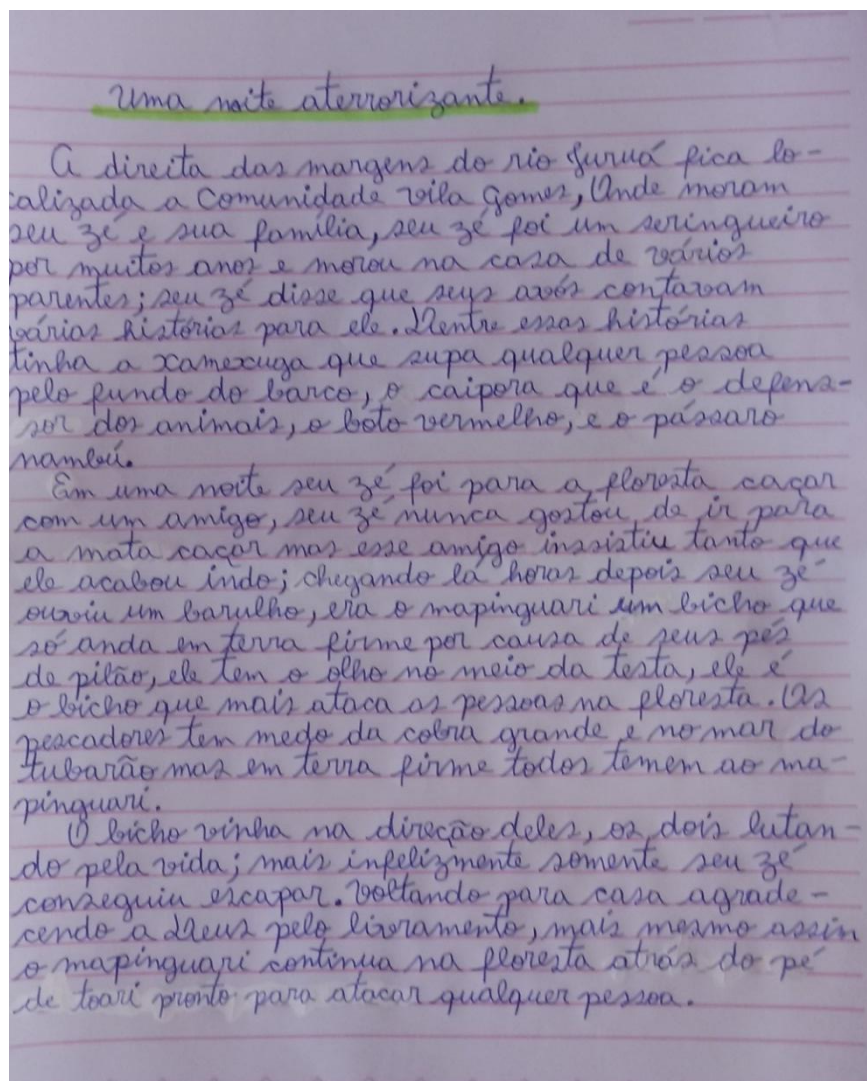 Uma noite aterrorizante.
A direita das margens do rio Juruá fica lo-
calizada a Comunidade vila Gomes, Onde moram
seu zé e sua família, seu zé foi um seringueiro
por muitos anos e morou na casa de vários
parentes; seu zé disse que seus avós contavam
várias histórias para ele. Dentre essas histórias
tinha a xamexuga que supa qualquer pessoa
pelo fundo do barco, o caipora que é o defens-
sor dos animais, o boto vermelho, e o pássaro
nambú.
Em uma noite seu zé foi para a floresta caçar
com um amigo, seu zé nunca gostou de ir para
a mata caçar mas esse amigo inssistiu tanto que
ele acabou indo; chegando lá horas depois seu zé
ouviu um barulho, era o mapinguari um bicho que
só anda em terra firme por causa de seus pés
de pilão, ele tem o olho no meio da testa, ele é
o bicho que mais ataca as pessoas na floresta. Os
pescadores tem medo da cobra grande e no mar do
tubarão mas em terra firme todos temem ao ma-
pinguari.
O bicho vinha na direção deles, os dois lutan-
do pela vida; mais infelizmente somente seu zé
conseguiu escapar. Voltando para casa agrade-
cendo a Deus pelo livramento, mais mesmo assin
o mapinguari continua na floresta atrás do pé
de toari pronto para atacar qualquer pessoa.